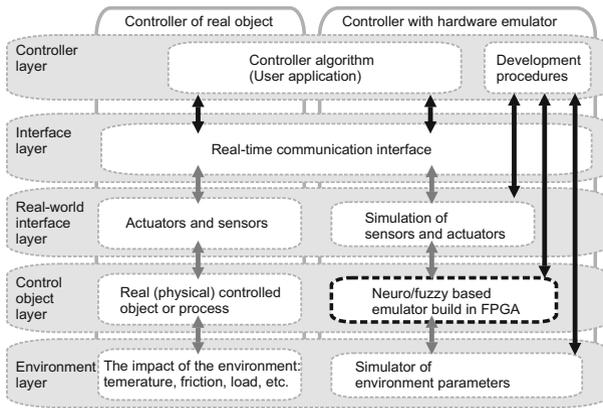 Controller of real object
Controller with hardware emulator
Controller
layer
Controller algorithm
(User application)
Development
procedures
Interface
layer
Real-time communication interface
Real-world
interface
layer
Actuators and sensors
Simulation of
sensors and actuators
Control
object
layer
Real (physical) controlled
object or process
Neuro/fuzzy based
emulator build in FPGA
Environment
layer
The impact of the environment:
temerature, friction, load, etc.
Simulator of
environment parameters